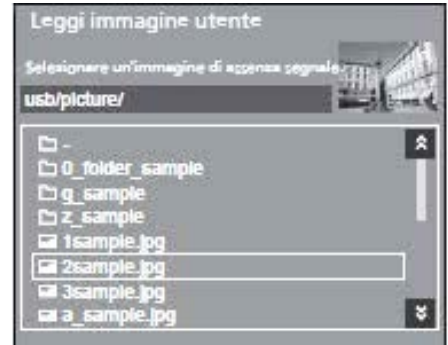 Leggi immagine utente
Selezionare un'immagine di assenza segnale.
usb/picture/
..
0_folder_sample
g_sample
z_sample
1sample.jpg
2sample.jpg
3sample.jpg
a_sample.jpg